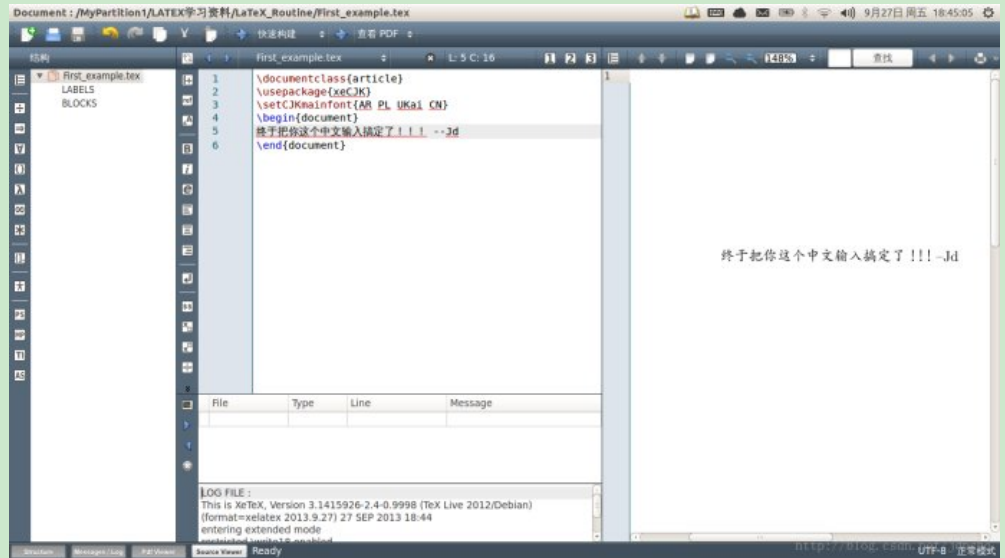 Document : /MyPartition1/LATEX学习资料/LaTeX_Routine/First_example.tex
9月27日 周五 18:45:05
快速构建
查看 PDF
结构
First_example.tex
L: 5 C: 16
1 2 3
148%
查找
First_example.tex
LABELS
BLOCKS
1 \documentclass{article}
2 \usepackage{xeCJK}
3 \setCJKmainfont{AR PL UKai CN}
4 \begin{document}
5 终于把你这个中文输入搞定了！！！ --Jd
6 \end{document}
1
终于把你这个中文输入搞定了!!! –Jd
File Type Line Message
LOG FILE :
This is XeTeX, Version 3.1415926-2.4-0.9998 (TeX Live 2012/Debian)
(format=xelatex 2013.9.27) 27 SEP 2013 18:44
entering extended mode
Structure Messages / Log Pdf Viewer Source Viewer Ready
UTF-8 正常模式